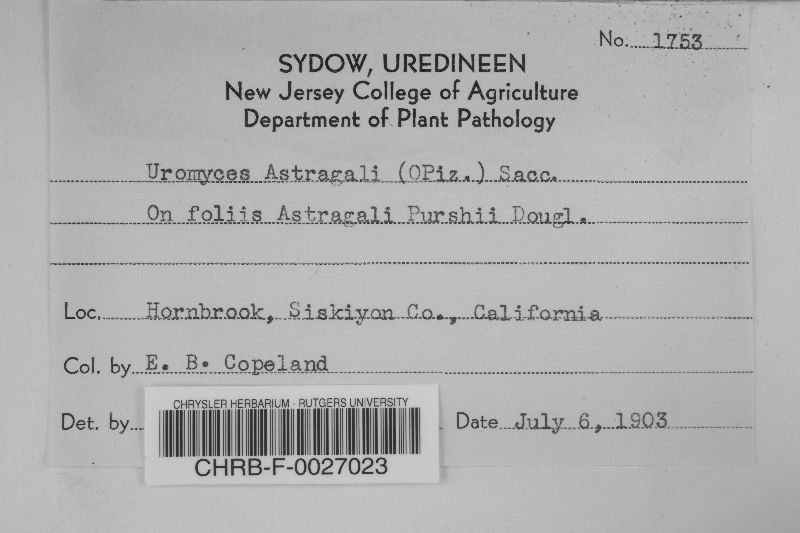 No. 1753
SYDOW, UREDINEEN
New Jersey College of Agriculture
Department of Plant Pathology
Uromyces Astragali (OPiz.) Sacc.
On foliis Astragali Purshii Dougl.
Loc. Hornbrook, Siskiyon Co., California
Col. by E. B. Copeland
Det. by
Date July 6, 1903
CHRYSLER HERBARIUM - RUTGERS UNIVERSITY
CHRB-F-0027023